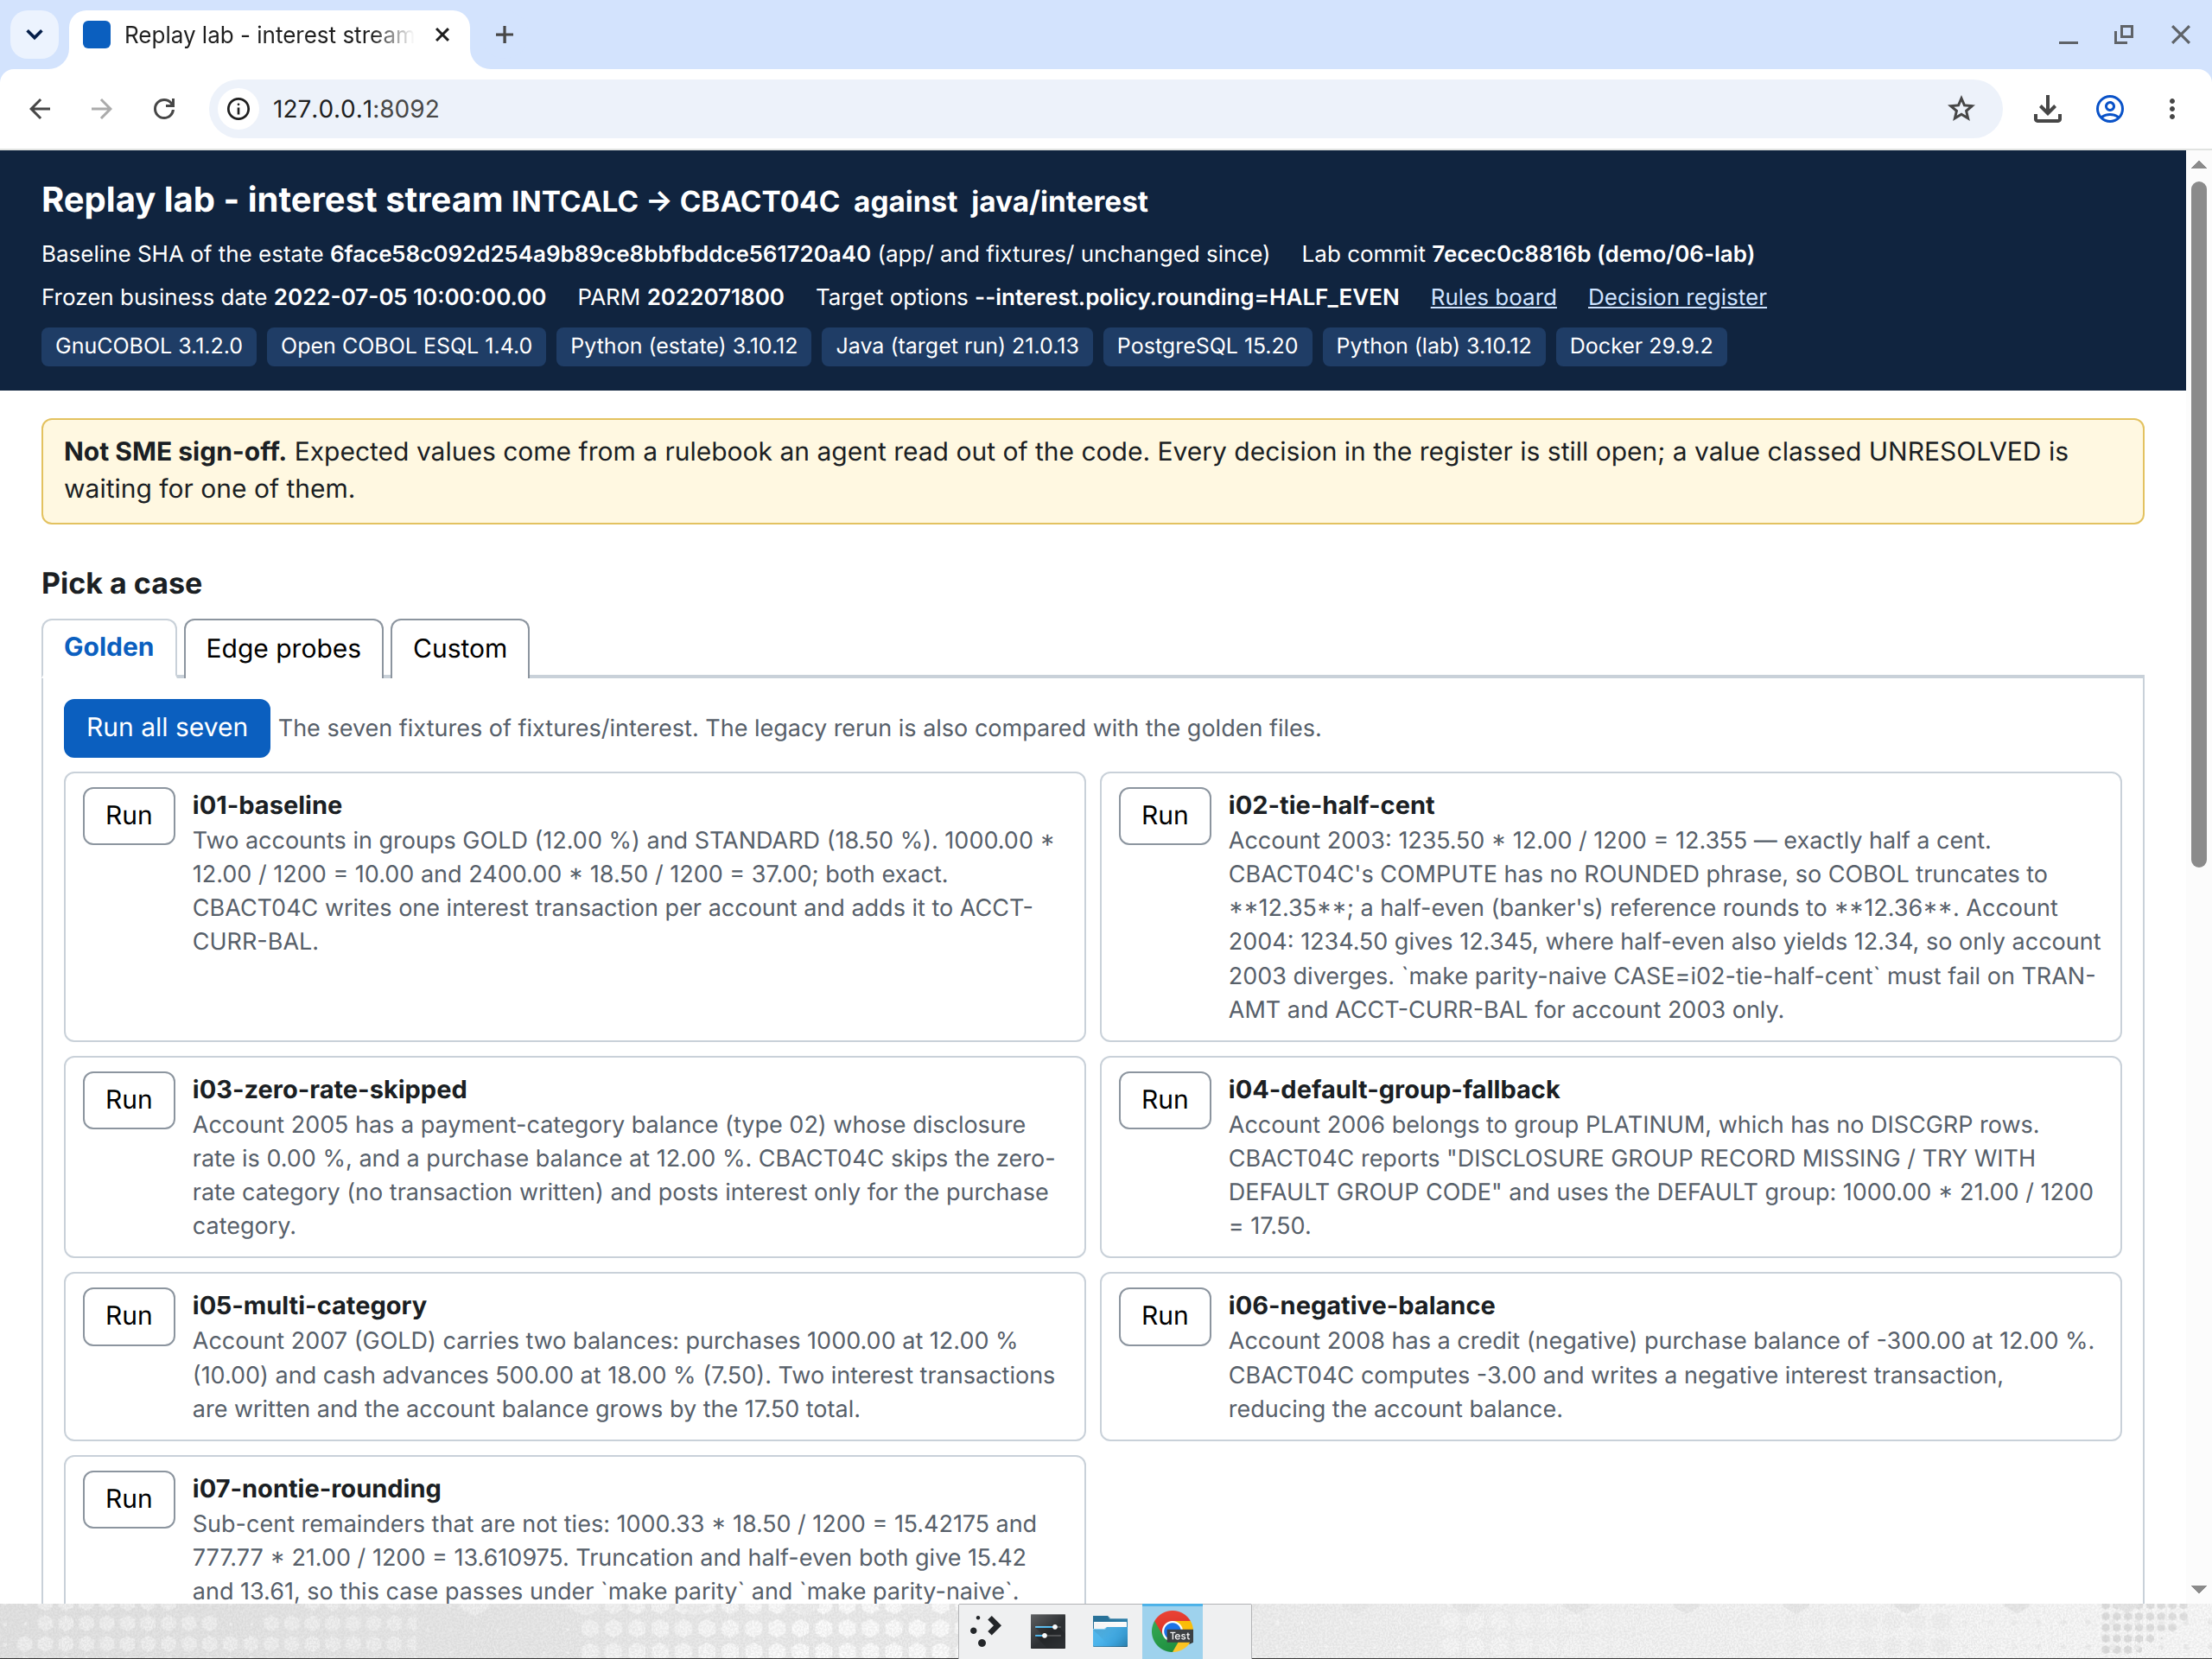 Replay lab - interest stream
127.0.0.1:8092
Replay lab - interest stream INTCALC → CBACT04C against java/interest
Baseline SHA of the estate 6face58c092d254a9b89ce8bbfbddce561720a40 (app/ and fixtures/ unchanged since) Lab commit 7ecec0c8816b (demo/06-lab)
Frozen business date 2022-07-05 10:00:00.00 PARM 2022071800 Target options --interest.policy.rounding=HALF_EVEN Rules board Decision register
GnuCOBOL 3.1.2.0 Open COBOL ESQL 1.4.0 Python (estate) 3.10.12 Java (target run) 21.0.13 PostgreSQL 15.20 Python (lab) 3.10.12 Docker 29.9.2
Not SME sign-off. Expected values come from a rulebook an agent read out of the code. Every decision in the register is still open; a value classed UNRESOLVED is
waiting for one of them.
Pick a case
Golden Edge probes Custom
Run all seven The seven fixtures of fixtures/interest. The legacy rerun is also compared with the golden files.
Run i01-baseline
Two accounts in groups GOLD (12.00 %) and STANDARD (18.50 %). 1000.00 *
12.00 / 1200 = 10.00 and 2400.00 * 18.50 / 1200 = 37.00; both exact.
CBACT04C writes one interest transaction per account and adds it to ACCT-
CURR-BAL.
Run i02-tie-half-cent
Account 2003: 1235.50 * 12.00 / 1200 = 12.355 — exactly half a cent.
CBACT04C's COMPUTE has no ROUNDED phrase, so COBOL truncates to
**12.35**; a half-even (banker's) reference rounds to **12.36**. Account
2004: 1234.50 gives 12.345, where half-even also yields 12.34, so only account
2003 diverges. `make parity-naive CASE=i02-tie-half-cent` must fail on TRAN-
AMT and ACCT-CURR-BAL for account 2003 only.
Run i03-zero-rate-skipped
Account 2005 has a payment-category balance (type 02) whose disclosure
rate is 0.00 %, and a purchase balance at 12.00 %. CBACT04C skips the zero-
rate category (no transaction written) and posts interest only for the purchase
category.
Run i04-default-group-fallback
Account 2006 belongs to group PLATINUM, which has no DISCGRP rows.
CBACT04C reports "DISCLOSURE GROUP RECORD MISSING / TRY WITH
DEFAULT GROUP CODE" and uses the DEFAULT group: 1000.00 * 21.00 / 1200
= 17.50.
Run i05-multi-category
Account 2007 (GOLD) carries two balances: purchases 1000.00 at 12.00 %
(10.00) and cash advances 500.00 at 18.00 % (7.50). Two interest transactions
are written and the account balance grows by the 17.50 total.
Run i06-negative-balance
Account 2008 has a credit (negative) purchase balance of -300.00 at 12.00 %.
CBACT04C computes -3.00 and writes a negative interest transaction,
reducing the account balance.
Run i07-nontie-rounding
Sub-cent remainders that are not ties: 1000.33 * 18.50 / 1200 = 15.42175 and
777.77 * 21.00 / 1200 = 13.610975. Truncation and half-even both give 15.42
and 13.61, so this case passes under `make parity` and `make parity-naive`.
Test